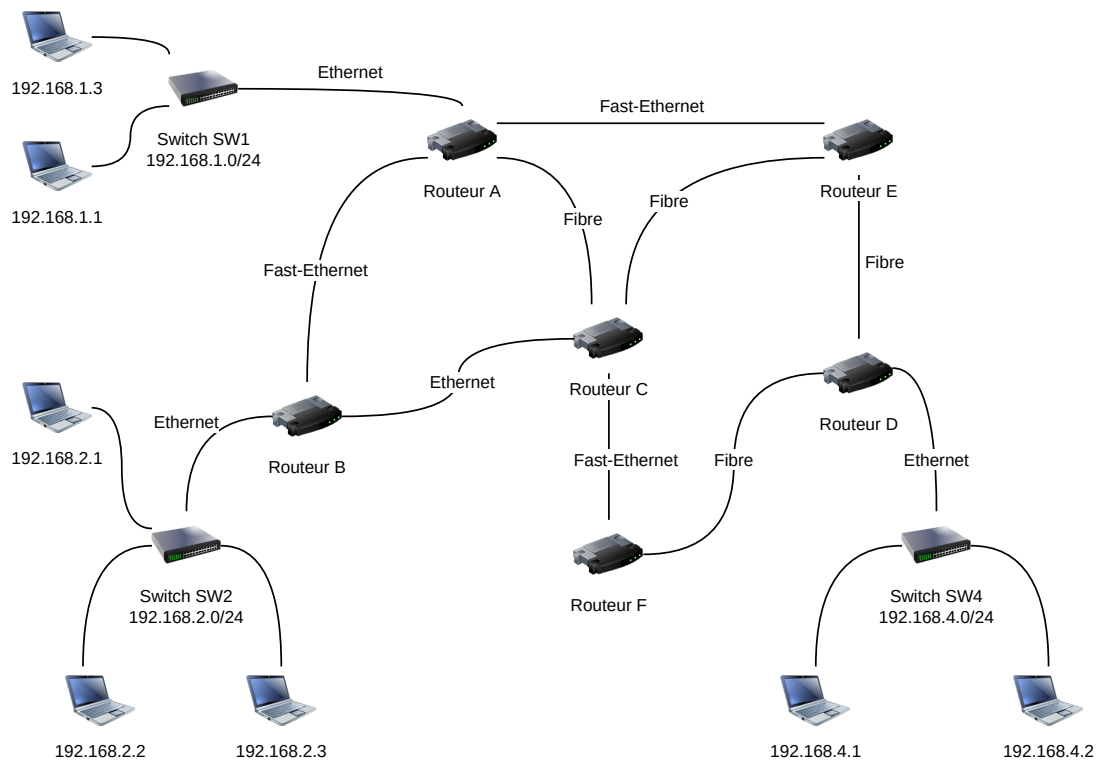 192.168.1.3
Ethernet
Switch SW1
192.168.1.0/24
192.168.1.1
Routeur A
Fast-Ethernet
Routeur E
Fibre
Fibre
Fast-Ethernet
Fibre
Routeur C
Ethernet
Routeur D
192.168.2.1
Ethernet
Routeur B
Fast-Ethernet
Fibre
Ethernet
Switch SW2
192.168.2.0/24
Routeur F
Switch SW4
192.168.4.0/24
192.168.2.2
192.168.2.3
192.168.4.1
192.168.4.2